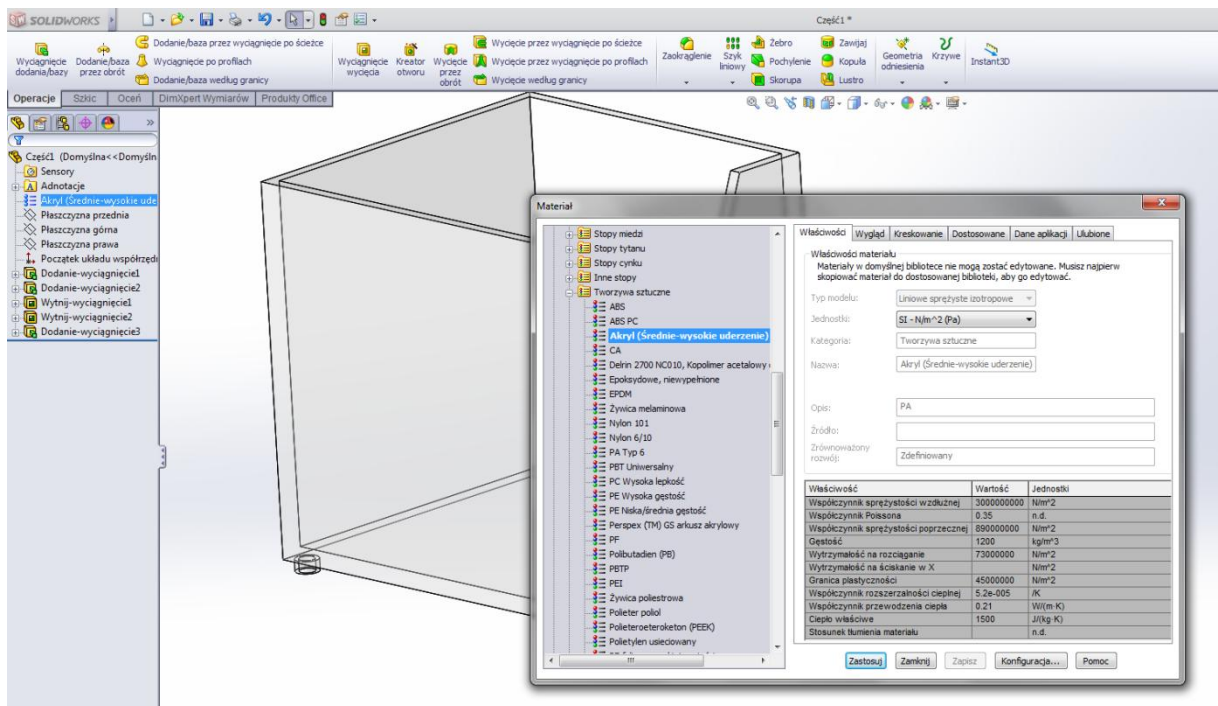 SOLIDWORKS
Część1 *
Wyciągnięcie dodania/bazy
Dodanie/baza przez obrót
Dodanie/baza przez wyciągnięcie po ścieżce
Wyciągnięcie po profilach
Dodanie/baza według granicy
Wyciągnięcie wycięcia
Kreator otworu
Wycięcie przez obrót
Wycięcie przez wyciągnięcie po ścieżce
Wycięcie przez wyciągnięcie po profilach
Wycięcie według granicy
Zaokrąglenie
Szyk liniowy
Żebro
Pochylenie
Skorupa
Zawijaj
Kopuła
Lustro
Geometria odniesienia
Krzywe
Instant3D
Operacje Szkic Oceń DimXpert Wymiarów Produkty Office
Część1 (Domyślna<<Domyśln
Sensory
Adnotacje
Akryl (Średnie-wysokie ude
Płaszczyzna przednia
Płaszczyzna górna
Płaszczyzna prawa
Początek układu współrzędn
Dodanie-wyciągnięcie1
Dodanie-wyciągnięcie2
Wytnij-wyciągnięcie1
Wytnij-wyciągnięcie2
Dodanie-wyciągnięcie3
Materiał
Stopy miedzi
Stopy tytanu
Stopy cynku
Inne stopy
Tworzywa sztuczne
ABS
ABS PC
Akryl (Średnie-wysokie uderzenie)
CA
Delrin 2700 NC010, Kopolimer acetalowy
Epoksydowe, niewypełnione
EPDM
Żywica melaminowa
Nylon 101
Nylon 6/10
PA Typ 6
PBT Uniwersalny
PC Wysoka lepkość
PE Wysoka gęstość
PE Niska/średnia gęstość
Perspex (TM) GS arkusz akrylowy
PF
Polibutadien (PB)
PBTP
PEI
Żywica poliestrowa
Polieter poliol
Polieteroeteroketon (PEEK)
Polietylen usieciowany
Właściwości Wygląd Kreskowanie Dostosowane Dane aplikacji Ulubione
Właściwości materiału
Materiały w domyślnej bibliotece nie mogą zostać edytowane. Musisz najpierw
skopiować materiał do dostosowanej biblioteki, aby go edytować.
Typ modelu: Liniowe sprężyste izotropowe
Jednostki: SI - N/m^2 (Pa)
Kategoria: Tworzywa sztuczne
Nazwa: Akryl (Średnie-wysokie uderzenie)
Opis: PA
Źródło:
Zrównoważony rozwój: Zdefiniowany
Właściwość Wartość Jednostki
Współczynnik sprężystości wzdłużnej 3000000000 N/m^2
Współczynnik Poissona 0.35 n.d.
Współczynnik sprężystości poprzecznej 890000000 N/m^2
Gęstość 1200 kg/m^3
Wytrzymałość na rozciąganie 73000000 N/m^2
Wytrzymałość na ściskanie w X N/m^2
Granica plastyczności 45000000 N/m^2
Współczynnik rozszerzalności cieplnej 5.2e-005 /K
Współczynnik przewodzenia ciepła 0.21 W/(m·K)
Ciepło właściwe 1500 J/(kg·K)
Stosunek tłumienia materiału n.d.
Zastosuj Zamknij Zapisz Konfiguracja... Pomoc